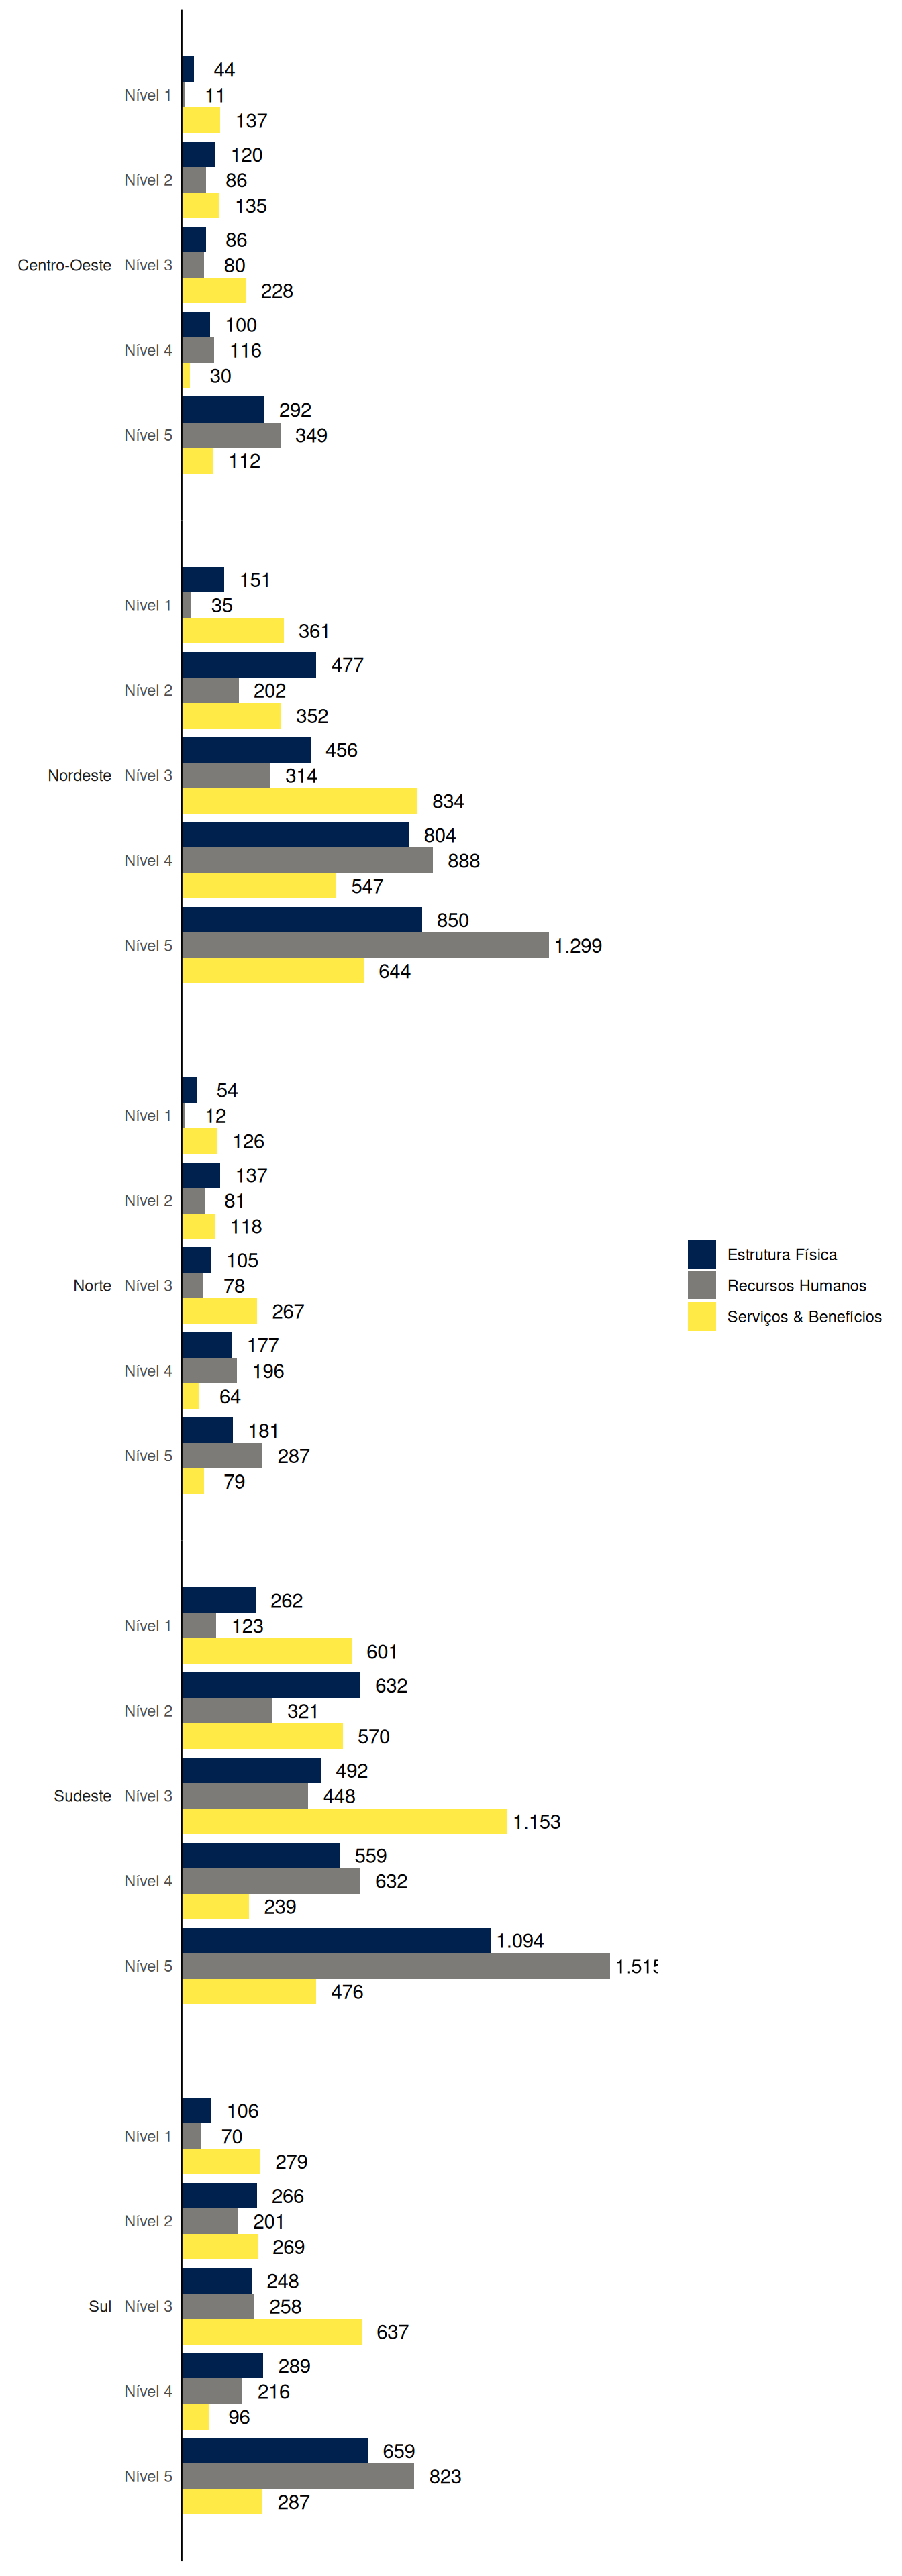 44
Nível 1 11
137
120
Nível 2 86
135
86
Centro-Oeste Nível 3 80
228
100
Nível 4 116
30
292
Nível 5 349
112
151
Nível 1 35
361
477
Nível 2 202
352
456
Nordeste Nível 3 314
834
804
Nível 4 888
547
850
Nível 5 1.299
644
54
Nível 1 12
126
137
Nível 2 81
118
Estrutura Física
105
Norte Nível 3 78
Recursos Humanos
267
Serviços & Benefícios
177
Nível 4 196
64
181
Nível 5 287
79
262
Nível 1 123
601
632
Nível 2 321
570
492
Sudeste Nível 3 448
1.153
559
Nível 4 632
239
1.094
Nível 5 1.515
476
106
Nível 1 70
279
266
Nível 2 201
269
248
Sul Nível 3 258
637
289
Nível 4 216
96
659
Nível 5 823
287